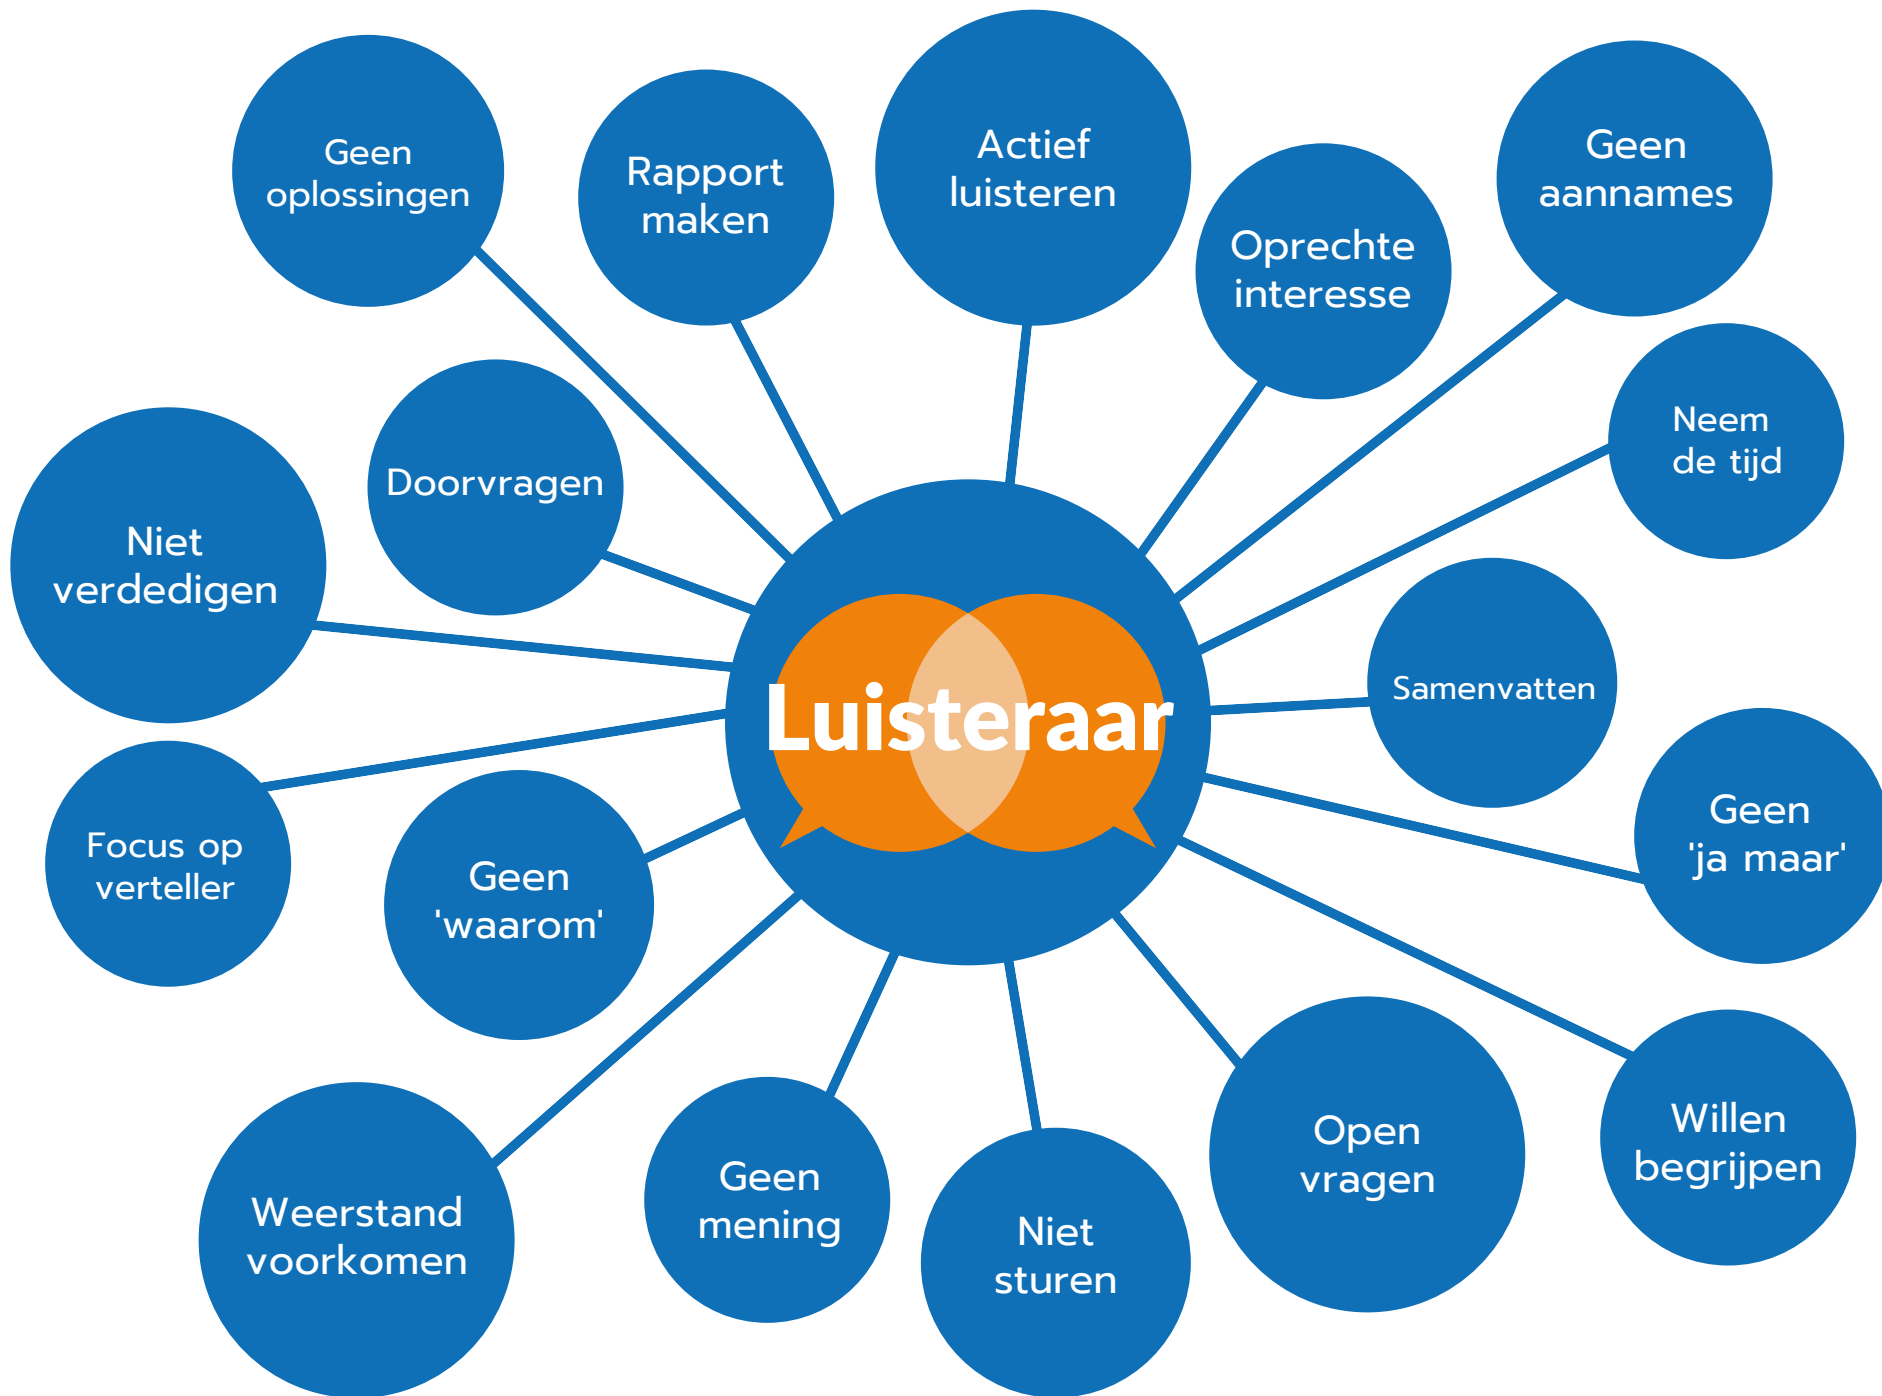 Geen
oplossingen
Rapport
maken
Actief
luisteren
Oprechte
interesse
Geen
aannames
Neem
de tijd
Doorvragen
Niet
verdedigen
Luisteraar
Samenvatten
Focus op
verteller
Geen
'waarom'
Geen
'ja maar'
Weerstand
voorkomen
Geen
mening
Niet
sturen
Open
vragen
Willen
begrijpen